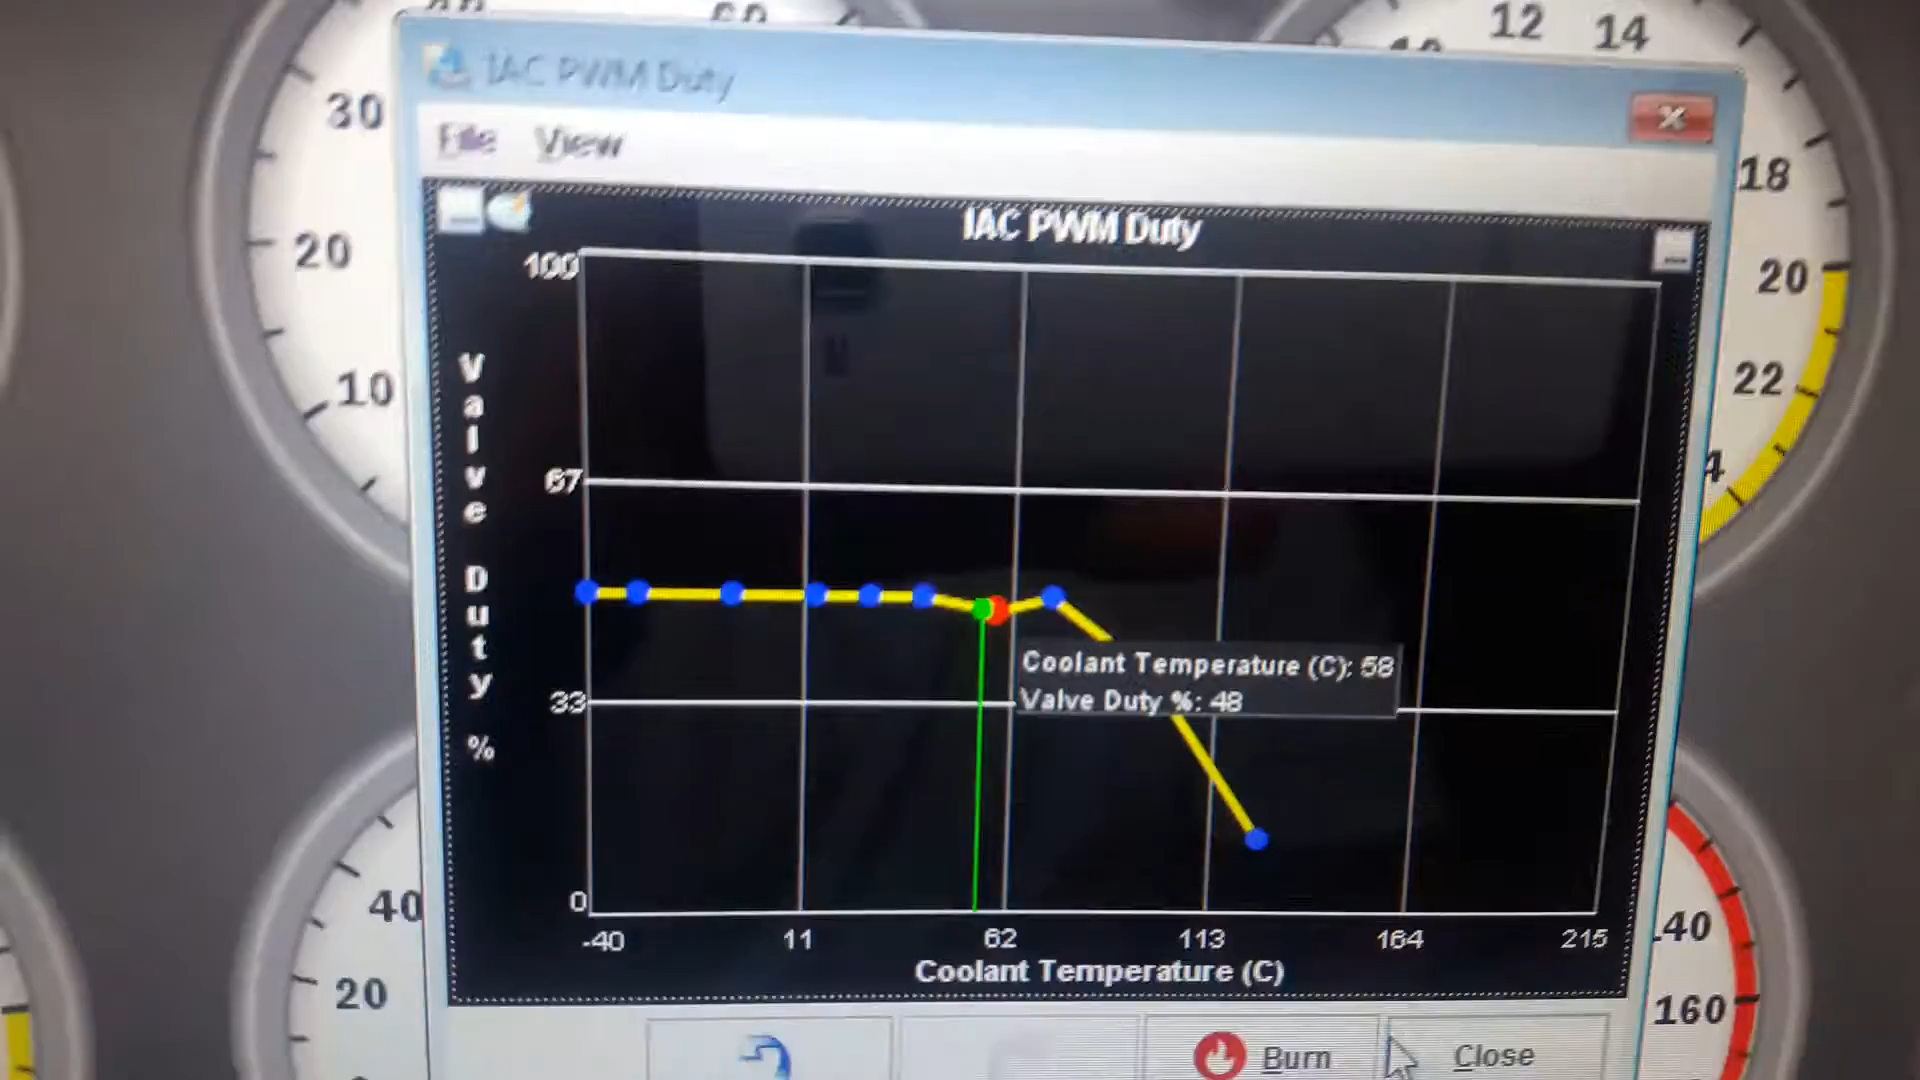 60
12
14
10
30
IAC PWM Duty
File View
18
IAC PWM Duty
...
100
20
20
Valve Duty %
10
22
67
Coolant Temperature (C): 58
Valve Duty %: 48
33
0
40
-40 11 62 113 164 215
Coolant Temperature (C)
20
160
Burn
Close